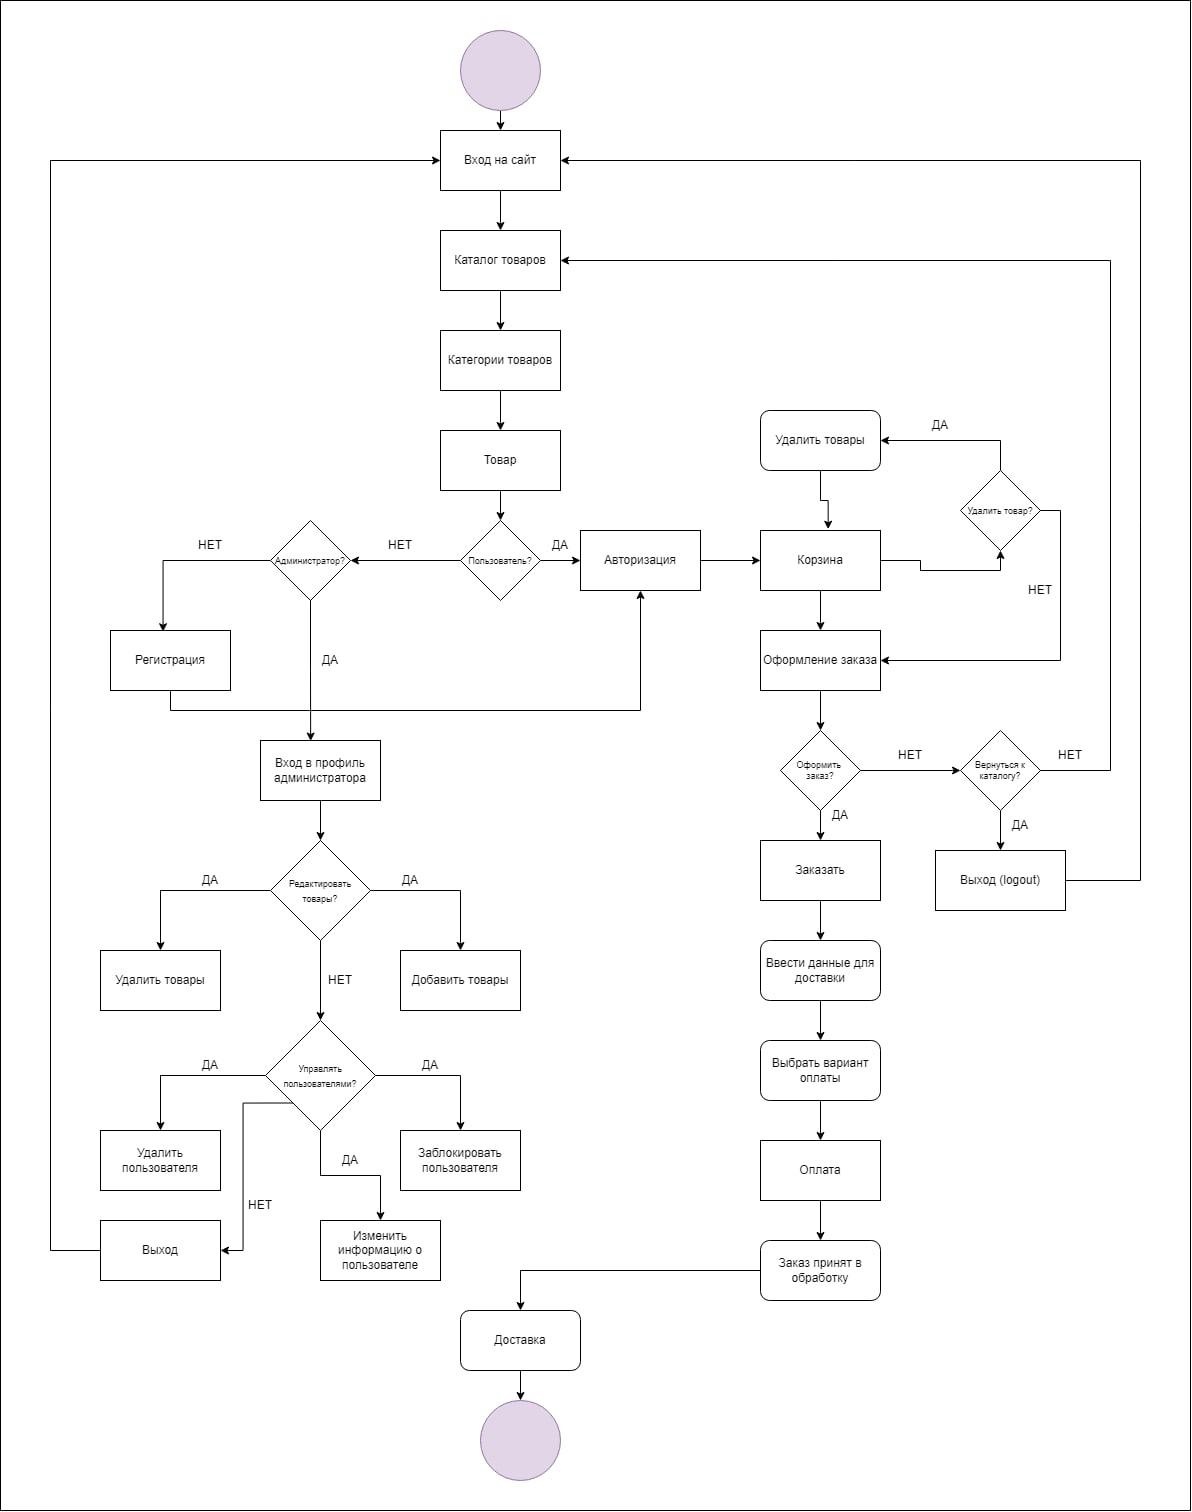 Вход на сайт
Каталог товаров
Категории товаров
Товар
Удалить товары
ДА
Удалить товар?
НЕТ
Администратор?
НЕТ
Пользователь?
ДА
Авторизация
Корзина
НЕТ
Регистрация
ДА
Оформление заказа
Вход в профиль
администратора
Оформить
заказ?
НЕТ
Вернуться к
каталогу?
НЕТ
ДА
ДА
Заказать
Выход (logout)
ДА
Редактировать
товары?
ДА
Удалить товары
НЕТ
Добавить товары
Ввести данные для
доставки
ДА
Управлять
пользователями?
ДА
Выбрать вариант
оплаты
Удалить
пользователя
ДА
Заблокировать
пользователя
Оплата
НЕТ
Выход
Изменить
информацию о
пользователе
Заказ принят в
обработку
Доставка